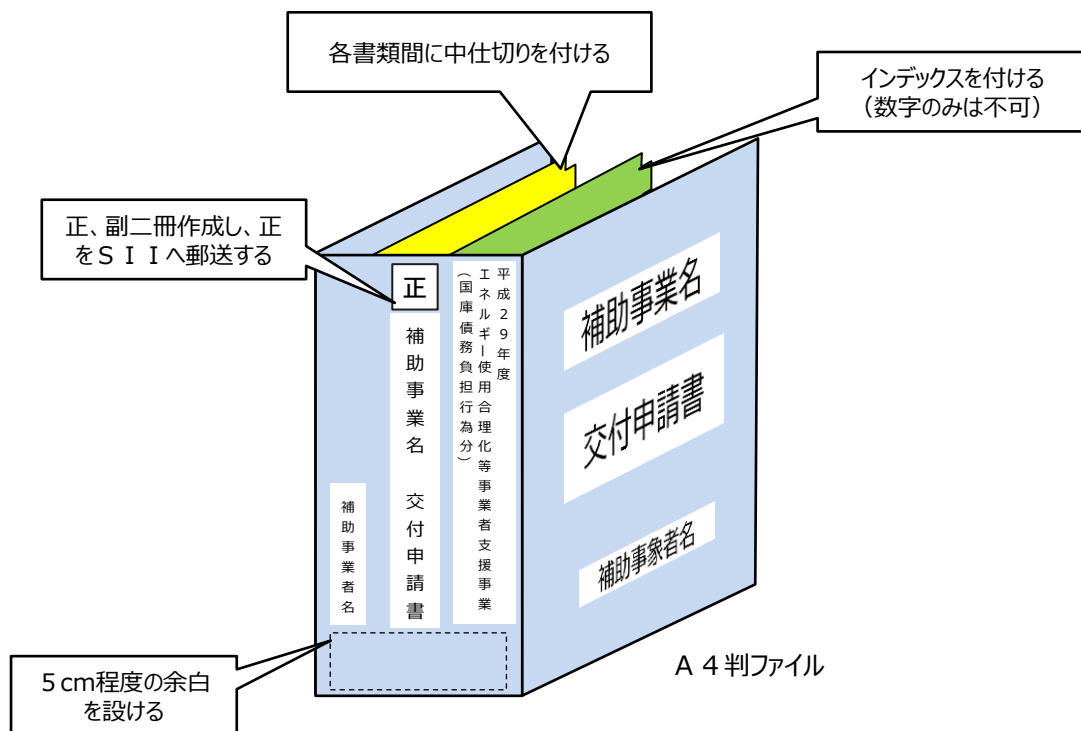 各書類間に中仕切りを付ける
インデックスを付ける
（数字のみは不可）
正、副二冊作成し、正
をＳＩＩへ郵送する
平成２９年度
エネルギー使用合理化等事業者支援事業
（国庫債務負担行為分）
正
補助事業名　交付申請書
補助事業者名
補助事業名
交付申請書
補助事象者名
５cm程度の余白
を設ける
Ａ４判ファイル